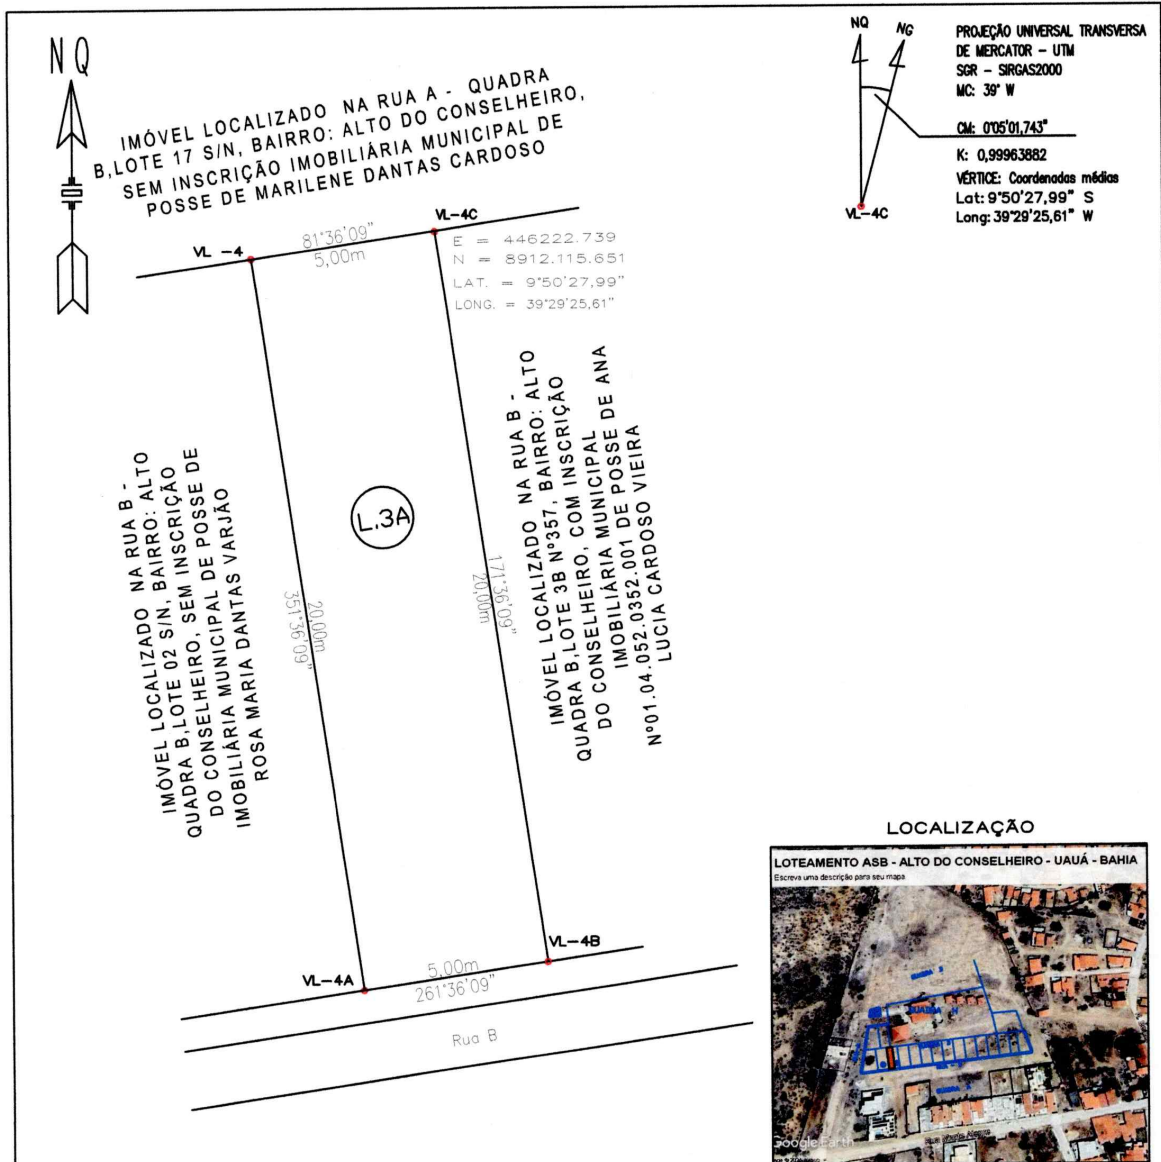 NQ
IMÓVEL LOCALIZADO NA RUA A - QUADRA
B,LOTE 17 S/N, BAIRRO: ALTO DO CONSELHEIRO,
SEM INSCRIÇÃO IMOBILIÁRIA MUNICIPAL DE
POSSE DE MARILENE DANTAS CARDOSO
NQ NG
VL-4C
PROJEÇÃO UNIVERSAL TRANSVERSA
DE MERCATOR - UTM
SGR - SIRGAS2000
MC: 39° W
CM: 0°05'01,743"
K: 0,99963882
VÉRTICE: Coordenadas médias
Lat: 9°50'27,99" S
Long: 39°29'25,61" W
VL -4
81°36'09"
5,00m
VL-4C
E = 446222.739
N = 8912.115.651
LAT. = 9°50'27,99"
LONG. = 39°29'25,61"
IMÓVEL LOCALIZADO NA RUA B -
QUADRA B,LOTE 02 S/N, BAIRRO: ALTO
DO CONSELHEIRO, SEM INSCRIÇÃO
IMOBILIÁRIA MUNICIPAL DE POSSE DE
ROSA MARIA DANTAS VARJÃO
20,00m
351°36'09"
L.3A
171°36'09"
20,00m
IMÓVEL LOCALIZADO NA RUA B -
QUADRA B,LOTE 3B Nº357, BAIRRO: ALTO
DO CONSELHEIRO, COM INSCRIÇÃO
IMOBILIÁRIA MUNICIPAL
Nº01.04.052.0352.001 DE POSSE DE ANA
LUCIA CARDOSO VIEIRA
VL-4A
5,00m
261°36'09"
VL-4B
Rua B
LOCALIZAÇÃO
LOTEAMENTO ASB - ALTO DO CONSELHEIRO - UAUÁ - BAHIA
Escreva uma descrição para seu mapa.
Google Earth